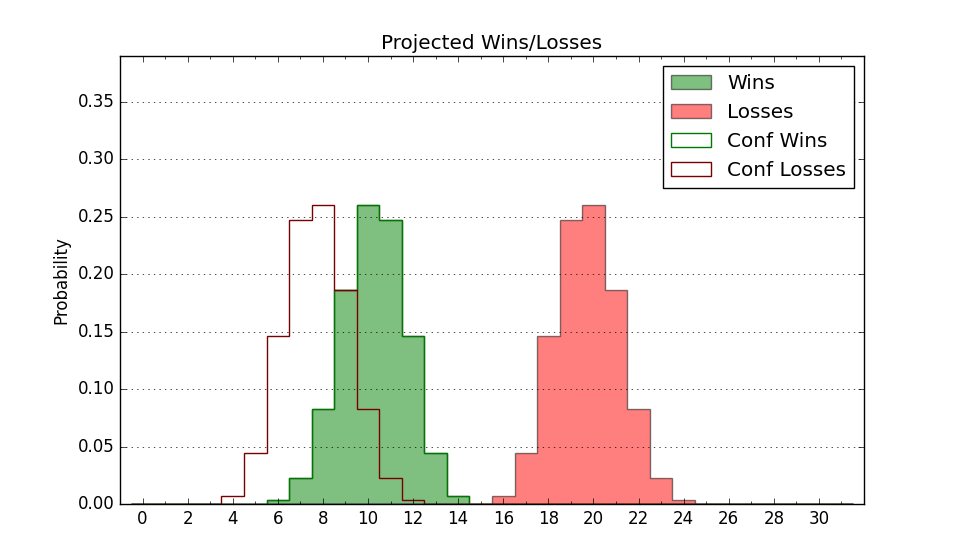 Projected Wins/Losses
Wins
Losses
Conf Wins
Conf Losses
Probability
0.35
0.30
0.25
0.20
0.15
0.10
0.05
0.00
0 2 4 6 8 10 12 14 16 18 20 22 24 26 28 30